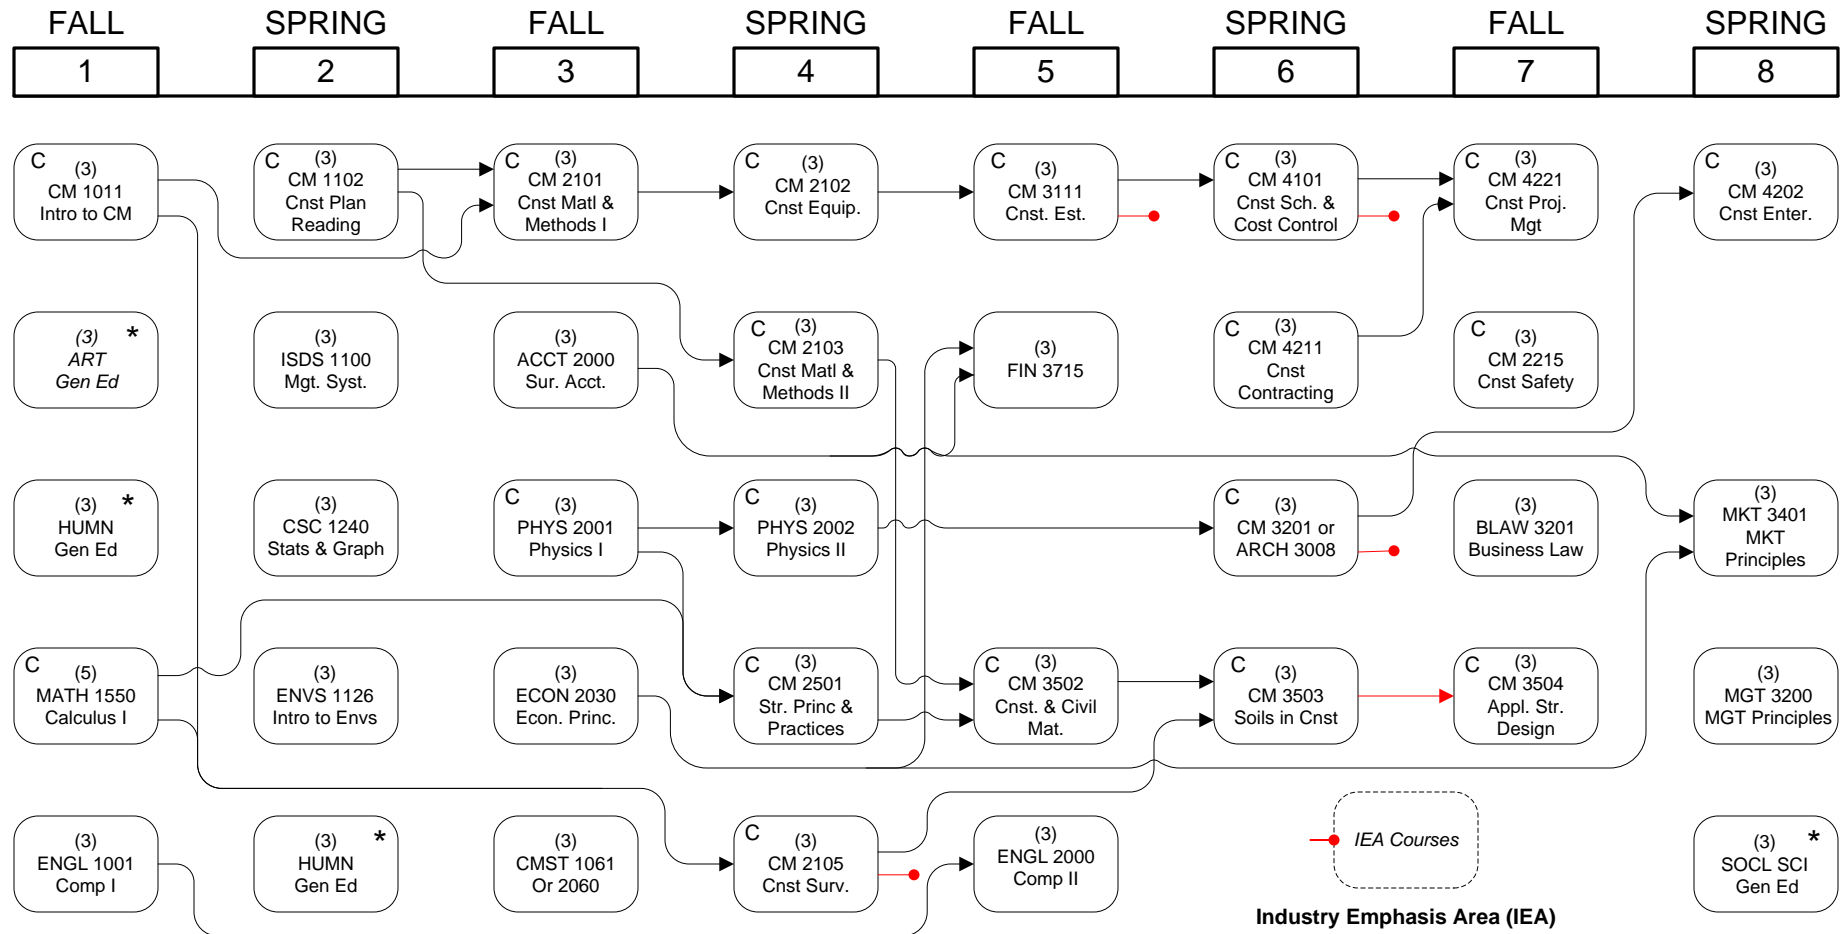 FALL
SPRING
FALL
SPRING
FALL
SPRING
FALL
SPRING
1
2
3
4
5
6
7
8
C (3)
CM 1011
Intro to CM
C (3)
CM 1102
Cnst Plan
Reading
C (3)
CM 2101
Cnst Matl &
Methods I
C (3)
CM 2102
Cnst Equip.
C (3)
CM 3111
Cnst. Est.
C (3)
CM 4101
Cnst Sch. &
Cost Control
C (3)
CM 4221
Cnst Proj.
Mgt
C (3)
CM 4202
Cnst Enter.
(3) *
ART
Gen Ed
(3)
ISDS 1100
Mgt. Syst.
(3)
ACCT 2000
Sur. Acct.
C (3)
CM 2103
Cnst Matl &
Methods II
(3)
FIN 3715
C (3)
CM 4211
Cnst
Contracting
C (3)
CM 2215
Cnst Safety
(3) *
HUMN
Gen Ed
(3)
CSC 1240
Stats & Graph
C (3)
PHYS 2001
Physics I
C (3)
PHYS 2002
Physics II
C (3)
CM 3201 or
ARCH 3008
(3)
BLAW 3201
Business Law
(3)
MKT 3401
MKT
Principles
C (5)
MATH 1550
Calculus I
(3)
ENVS 1126
Intro to Envs
(3)
ECON 2030
Econ. Princ.
C (3)
CM 2501
Str. Princ &
Practices
C (3)
CM 3502
Cnst. & Civil
Mat.
C (3)
CM 3503
Soils in Cnst
C (3)
CM 3504
Appl. Str.
Design
(3)
MGT 3200
MGT Principles
(3)
ENGL 1001
Comp I
(3) *
HUMN
Gen Ed
(3)
CMST 1061
Or 2060
C (3)
CM 2105
Cnst Surv.
(3)
ENGL 2000
Comp II
IEA Courses
(3) *
SOCL SCI
Gen Ed
Industry Emphasis Area (IEA)